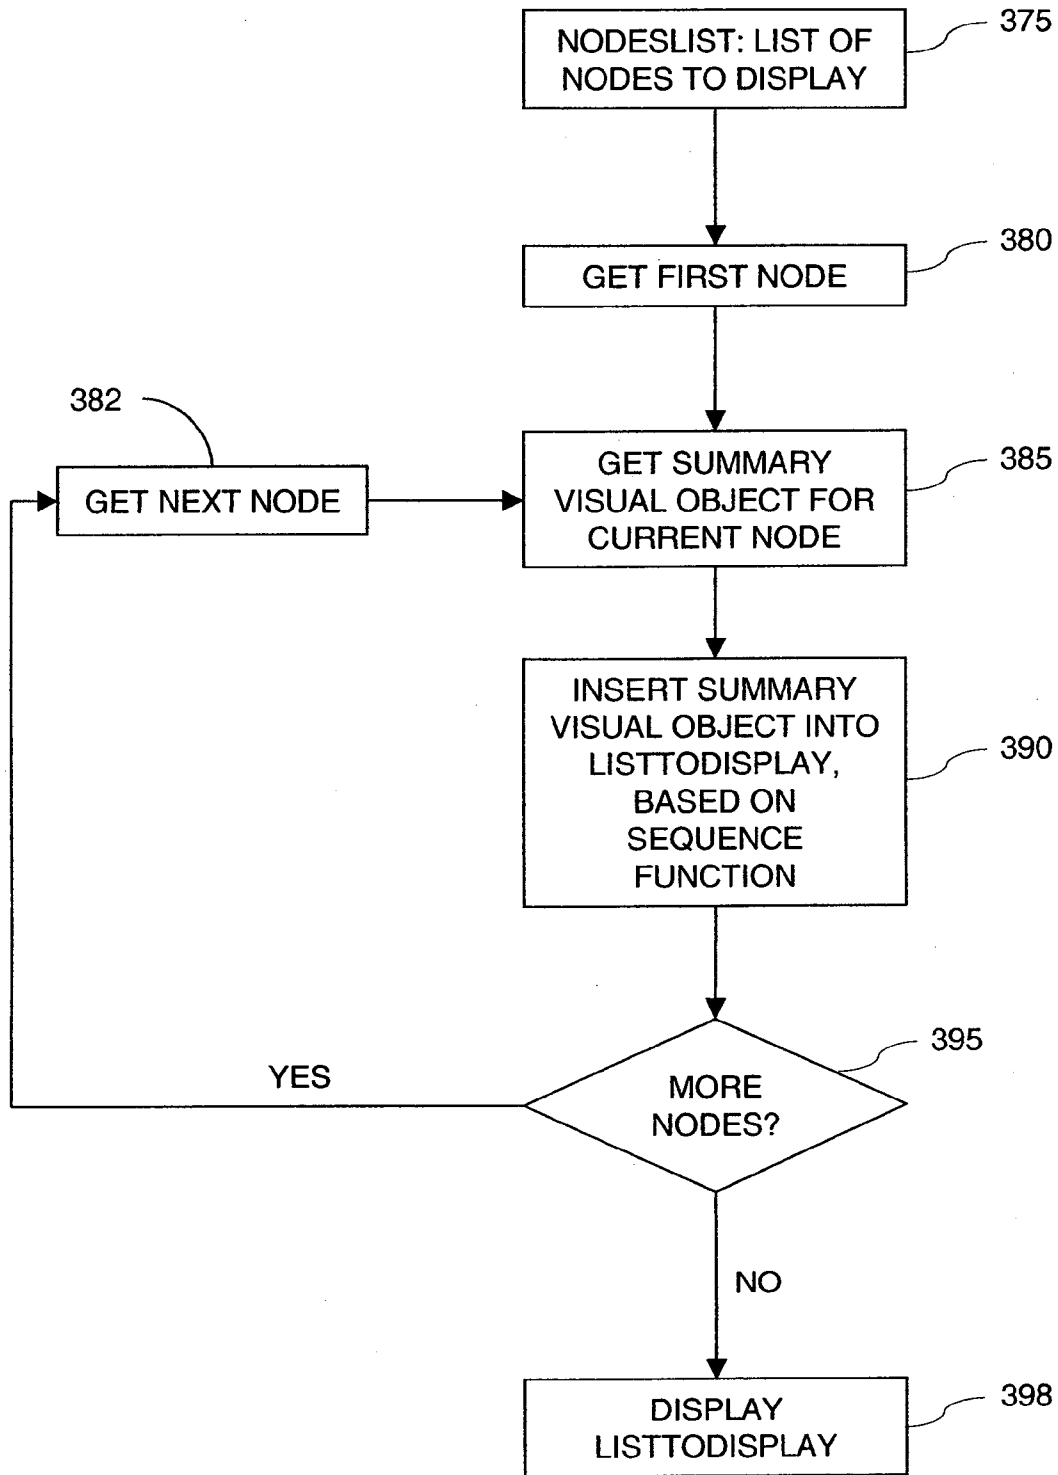 NODESLIST: LIST OF
NODES TO DISPLAY
375
GET FIRST NODE
380
382
GET NEXT NODE
GET SUMMARY
VISUAL OBJECT FOR
CURRENT NODE
385
INSERT SUMMARY
VISUAL OBJECT INTO
LISTTODISPLAY,
BASED ON
SEQUENCE
FUNCTION
390
MORE
NODES?
395
YES
NO
DISPLAY
LISTTODISPLAY
398